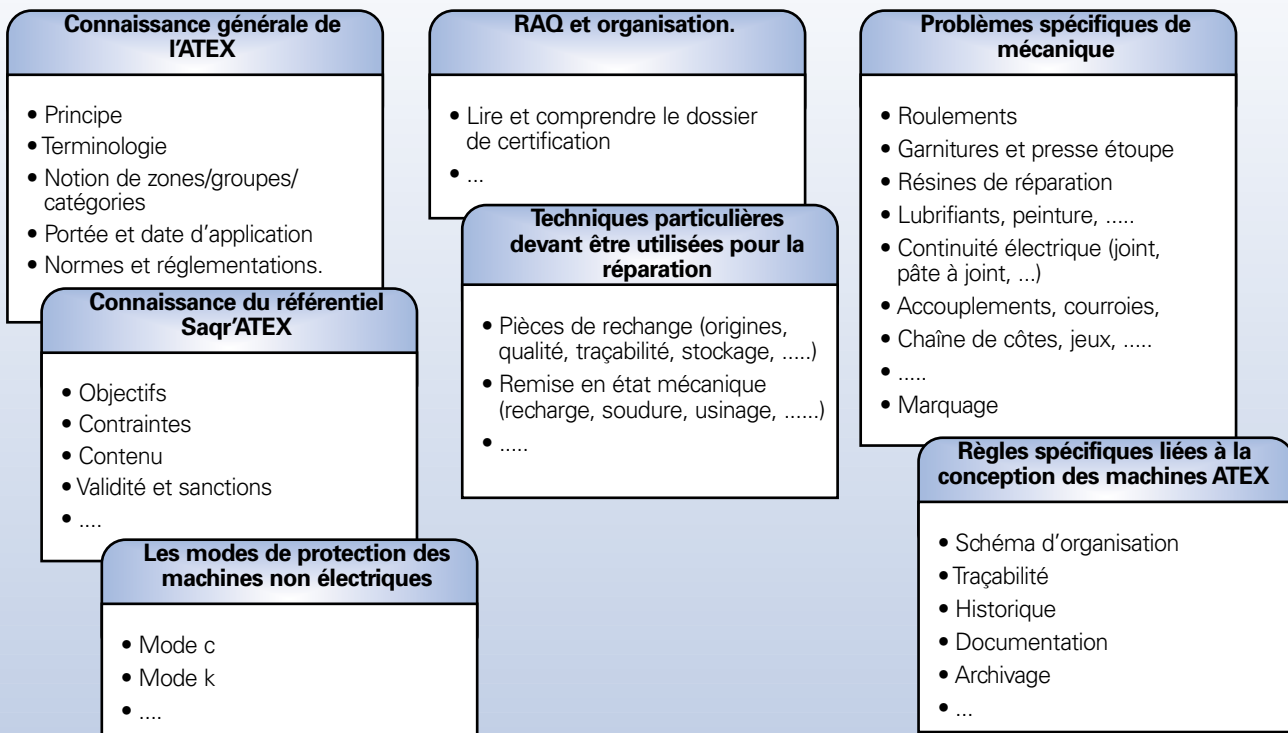 Connaissance générale de
l'ATEX
• Principe
• Terminologie
• Notion de zones/groupes/
catégories
• Portée et date d'application
• Normes et réglementations.
Connaissance du référentiel
Saqr'ATEX
• Objectifs
• Contraintes
• Contenu
• Validité et sanctions
• ....
Les modes de protection des
machines non électriques
• Mode c
• Mode k
• ....
RAQ et organisation.
• Lire et comprendre le dossier
de certification
• ...
Techniques particulières
devant être utilisées pour la
réparation
• Pièces de rechange (origines,
qualité, traçabilité, stockage, .....)
• Remise en état mécanique
(recharge, soudure, usinage, ......)
• .....
Problèmes spécifiques de
mécanique
• Roulements
• Garnitures et presse étoupe
• Résines de réparation
• Lubrifiants, peinture, .....
• Continuité électrique (joint,
pâte à joint, ...)
• Accouplements, courroies,
• Chaîne de côtes, jeux, .....
• .....
• Marquage
Règles spécifiques liées à la
conception des machines ATEX
• Schéma d'organisation
• Traçabilité
• Historique
• Documentation
• Archivage
• ...